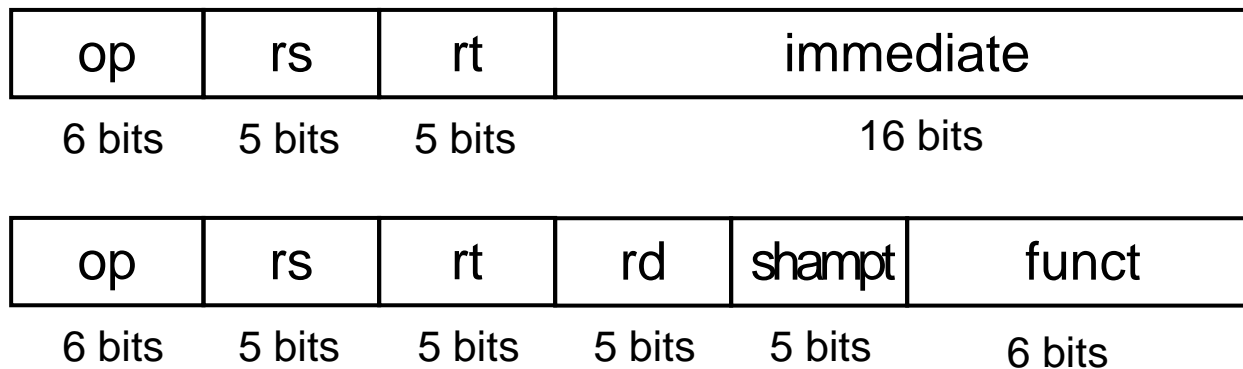 op rs rt immediate
6 bits 5 bits 5 bits 16 bits
op rs rt rd shampt funct
6 bits 5 bits 5 bits 5 bits 5 bits 6 bits